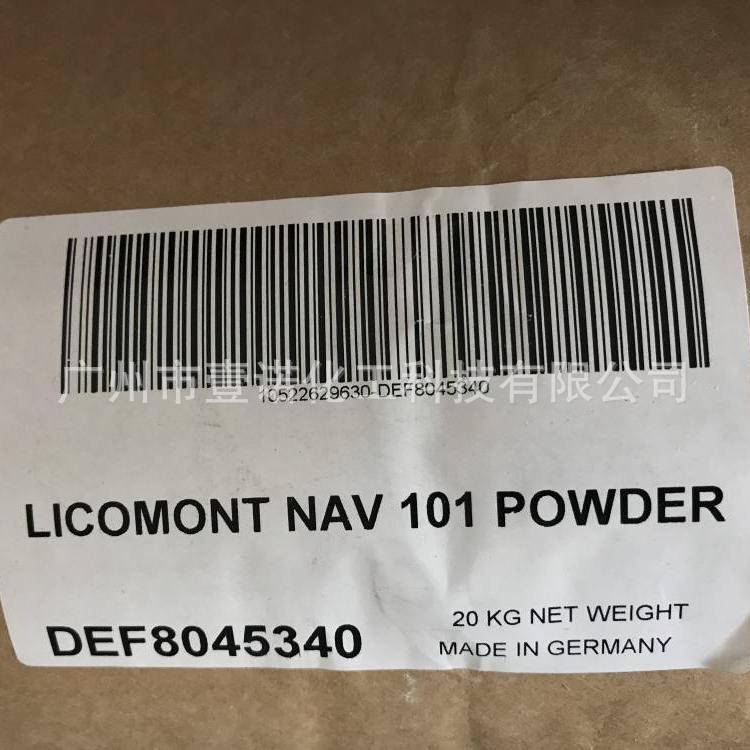 广州市壹诺化工科技有限公司
10522629630-DEF8045340
LICOMONT NAV 101 POWDER
DEF8045340
20 KG NET WEIGHT
MADE IN GERMANY